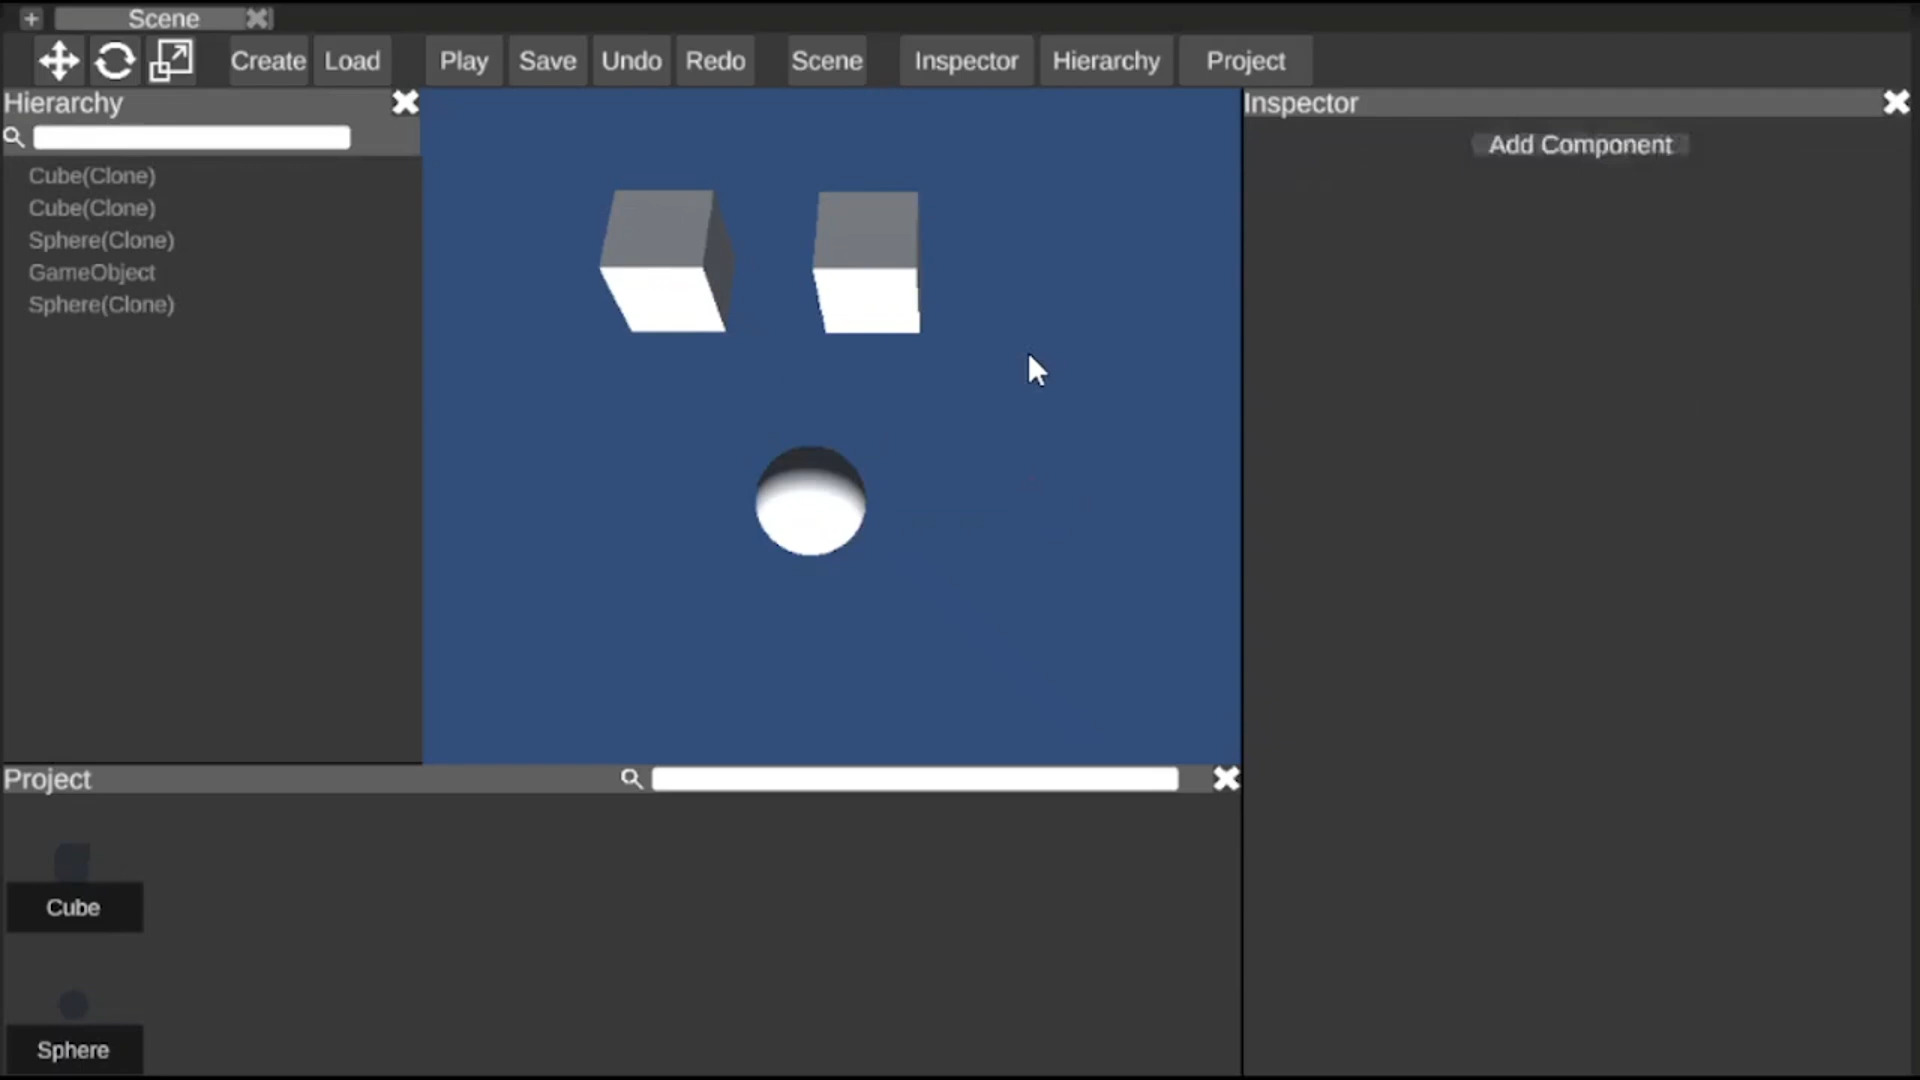 + Scene
Create Load Play Save Undo Redo Scene Inspector Hierarchy Project
Hierarchy
Cube(Clone)
Cube(Clone)
Sphere(Clone)
GameObject
Sphere(Clone)
Inspector
Add Component
Project
Cube
Sphere